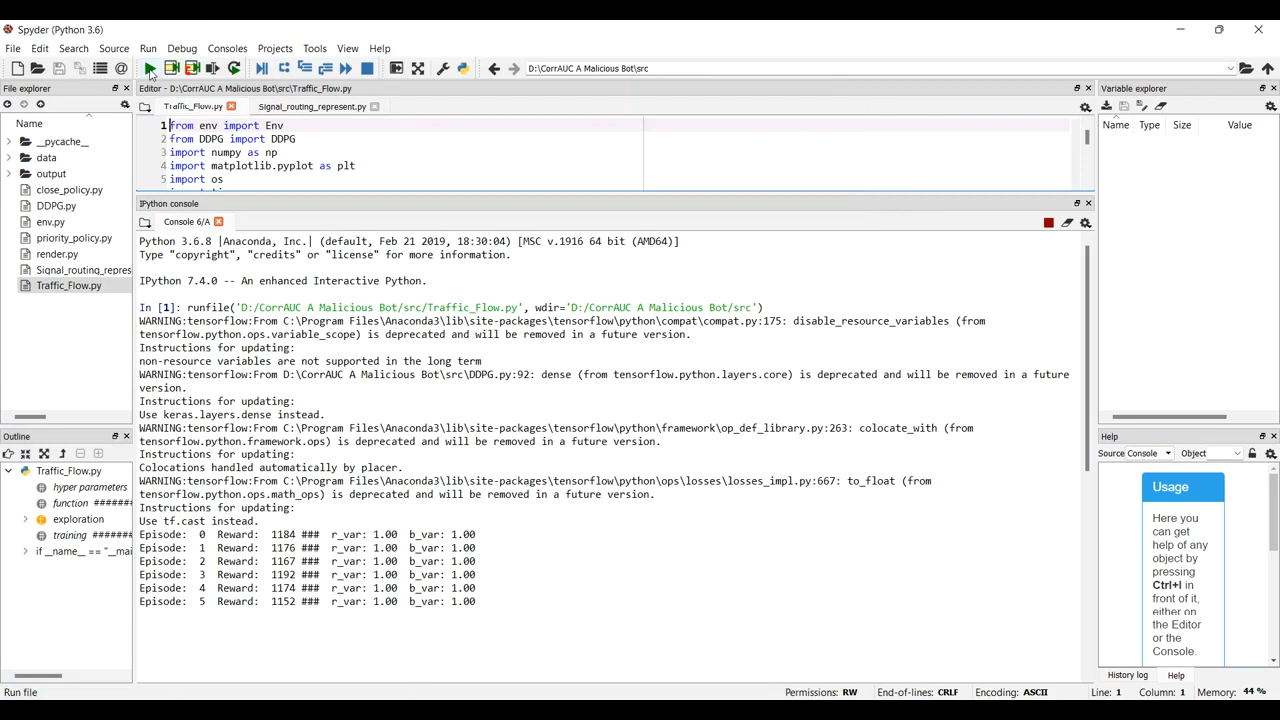 Spyder (Python 3.6)
File Edit Search Source Run Debug Consoles Projects Tools View Help
D:\CorrAUC A Malicious Bot\src
File explorer
Name
__pycache__
data
output
close_policy.py
DDPG.py
env.py
priority_policy.py
render.py
Signal_routing_repres
Traffic_Flow.py
Outline
Traffic_Flow.py
hyper parameters
function #######
exploration
training ######
if __name__ == "__mai
Editor - D:\CorrAUC A Malicious Bot\src\Traffic_Flow.py
Traffic_Flow.py Signal_routing_represent.py
1 from env import Env
2 from DDPG import DDPG
3 import numpy as np
4 import matplotlib.pyplot as plt
5 import os
IPython console
Console 6/A
Python 3.6.8 |Anaconda, Inc.| (default, Feb 21 2019, 18:30:04) [MSC v.1916 64 bit (AMD64)]
Type "copyright", "credits" or "license" for more information.
IPython 7.4.0 -- An enhanced Interactive Python.
In [1]: runfile('D:/CorrAUC A Malicious Bot/src/Traffic_Flow.py', wdir='D:/CorrAUC A Malicious Bot/src')
WARNING:tensorflow:From C:\Program Files\Anaconda3\lib\site-packages\tensorflow\python\compat\compat.py:175: disable_resource_variables (from
tensorflow.python.ops.variable_scope) is deprecated and will be removed in a future version.
Instructions for updating:
non-resource variables are not supported in the long term
WARNING:tensorflow:From D:\CorrAUC A Malicious Bot\src\DDPG.py:92: dense (from tensorflow.python.layers.core) is deprecated and will be removed in a future
version.
Instructions for updating:
Use keras.layers.dense instead.
WARNING:tensorflow:From C:\Program Files\Anaconda3\lib\site-packages\tensorflow\python\framework\op_def_library.py:263: colocate_with (from
tensorflow.python.framework.ops) is deprecated and will be removed in a future version.
Instructions for updating:
Colocations handled automatically by placer.
WARNING:tensorflow:From C:\Program Files\Anaconda3\lib\site-packages\tensorflow\python\ops\losses\losses_impl.py:667: to_float (from
tensorflow.python.ops.math_ops) is deprecated and will be removed in a future version.
Instructions for updating:
Use tf.cast instead.
Episode: 0 Reward: 1184 ### r_var: 1.00 b_var: 1.00
Episode: 1 Reward: 1176 ### r_var: 1.00 b_var: 1.00
Episode: 2 Reward: 1167 ### r_var: 1.00 b_var: 1.00
Episode: 3 Reward: 1192 ### r_var: 1.00 b_var: 1.00
Episode: 4 Reward: 1174 ### r_var: 1.00 b_var: 1.00
Episode: 5 Reward: 1152 ### r_var: 1.00 b_var: 1.00
Variable explorer
Name Type Size Value
Help
Source Console Object
Usage
Here you
can get
help of any
object by
pressing
Ctrl+I in
front of it,
either on
the Editor
or the
Console.
History log Help
Run file
Permissions: RW End-of-lines: CRLF Encoding: ASCII Line: 1 Column: 1 Memory: 44 %